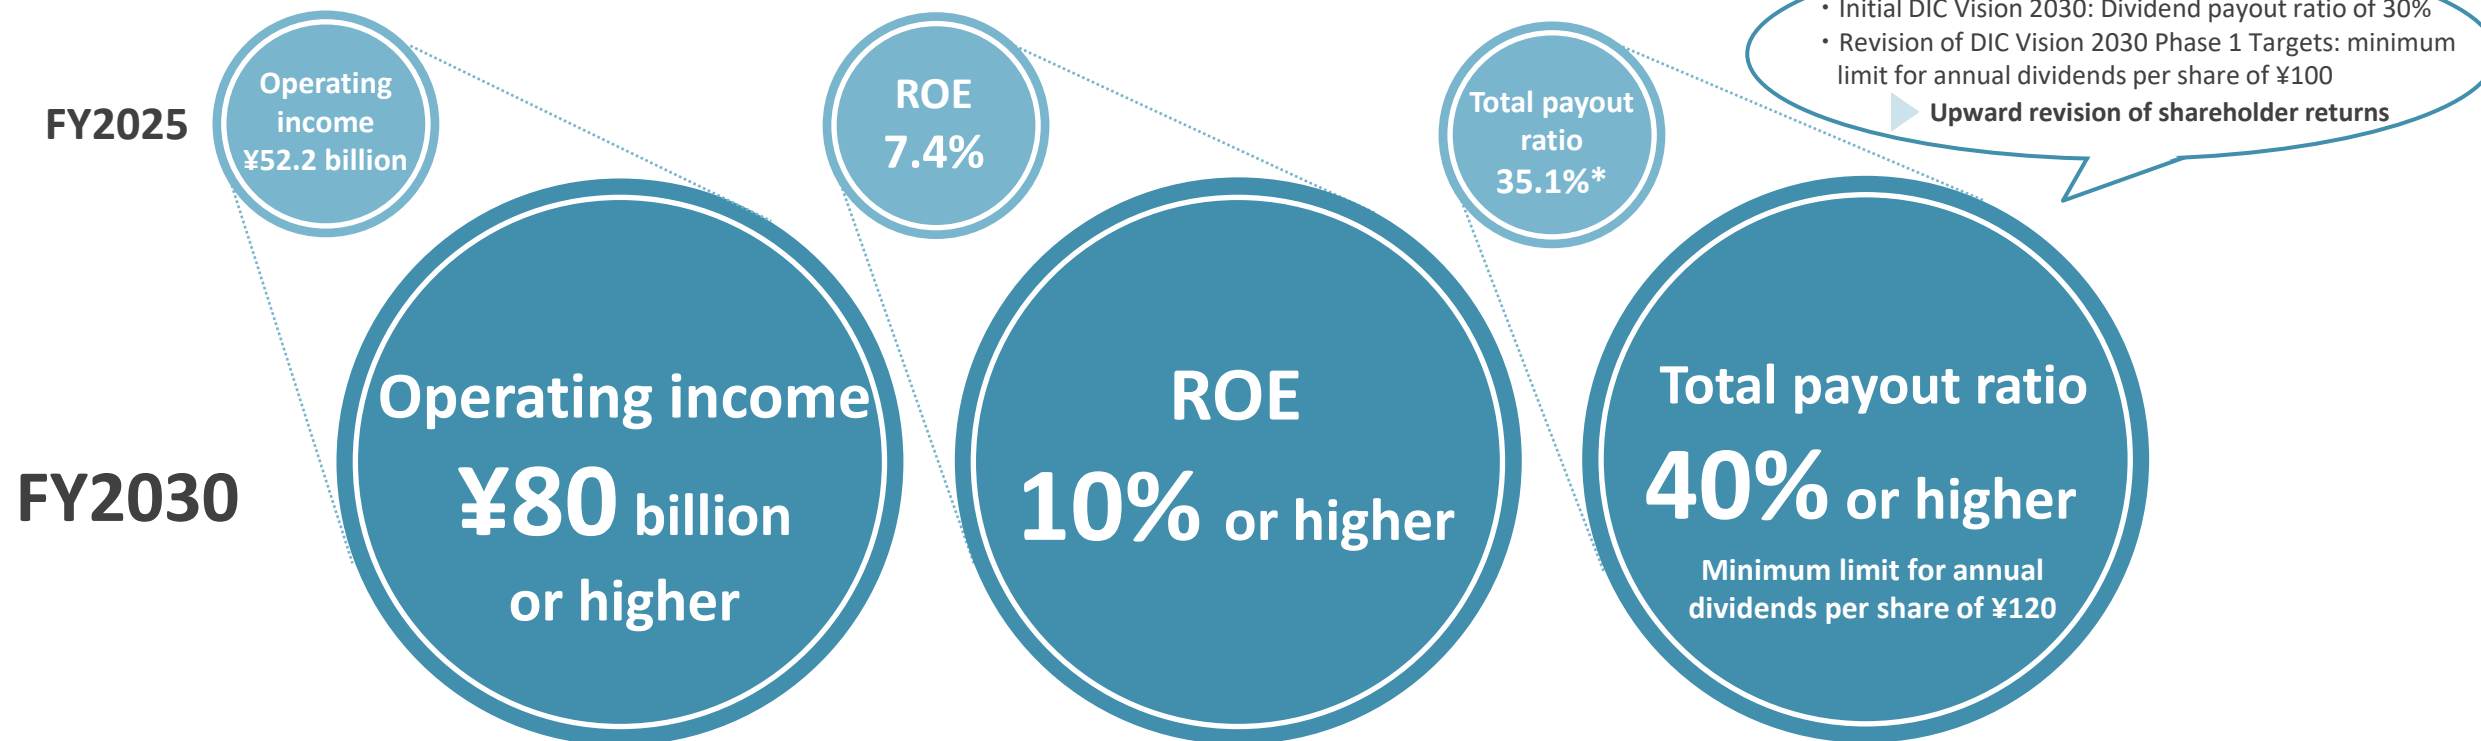 ・Initial DIC Vision 2030: Dividend payout ratio of 30%
・Revision of DIC Vision 2030 Phase 1 Targets: minimum
limit for annual dividends per share of ¥100
Upward revision of shareholder returns
FY2025
Operating
income
¥52.2 billion
ROE
7.4%
Total payout
ratio
35.1%*
FY2030
Operating income
¥80 billion
or higher
ROE
10% or higher
Total payout ratio
40% or higher
Minimum limit for annual
dividends per share of ¥120